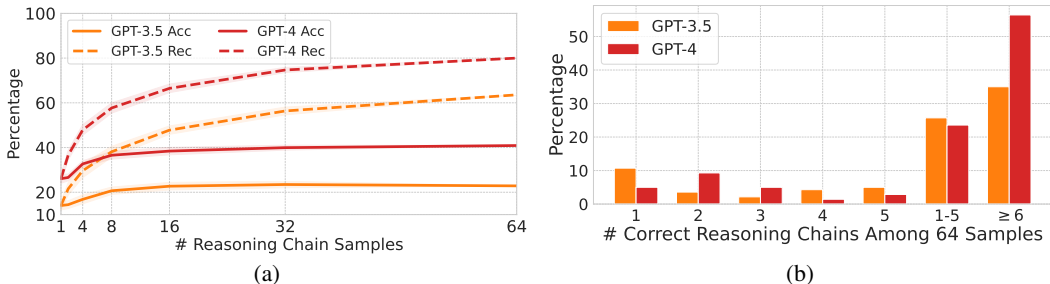 100
80
60
40
20
10
Percentage
GPT-3.5 Acc
GPT-3.5 Rec
GPT-4 Acc
GPT-4 Rec
1 4 8 16 32 64
# Reasoning Chain Samples
(a)
50
40
30
20
10
0
Percentage
GPT-3.5
GPT-4
1 2 3 4 5 1-5 ≥6
# Correct Reasoning Chains Among 64 Samples
(b)